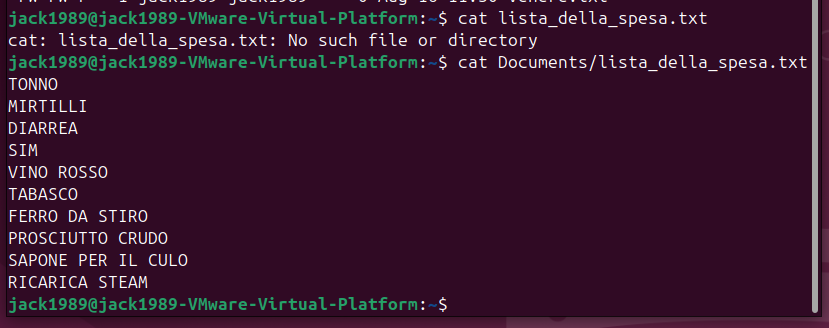 jack1989@jack1989-VMware-Virtual-Platform:~$ cat lista_della_spesa.txt
cat: lista_della_spesa.txt: No such file or directory
jack1989@jack1989-VMware-Virtual-Platform:~$ cat Documents/lista_della_spesa.txt
TONNO
MIRTILLI
DIARREA
SIM
VINO ROSSO
TABASCO
FERRO DA STIRO
PROSCIUTTO CRUDO
SAPONE PER IL CULO
RICARICA STEAM
jack1989@jack1989-VMware-Virtual-Platform:~$